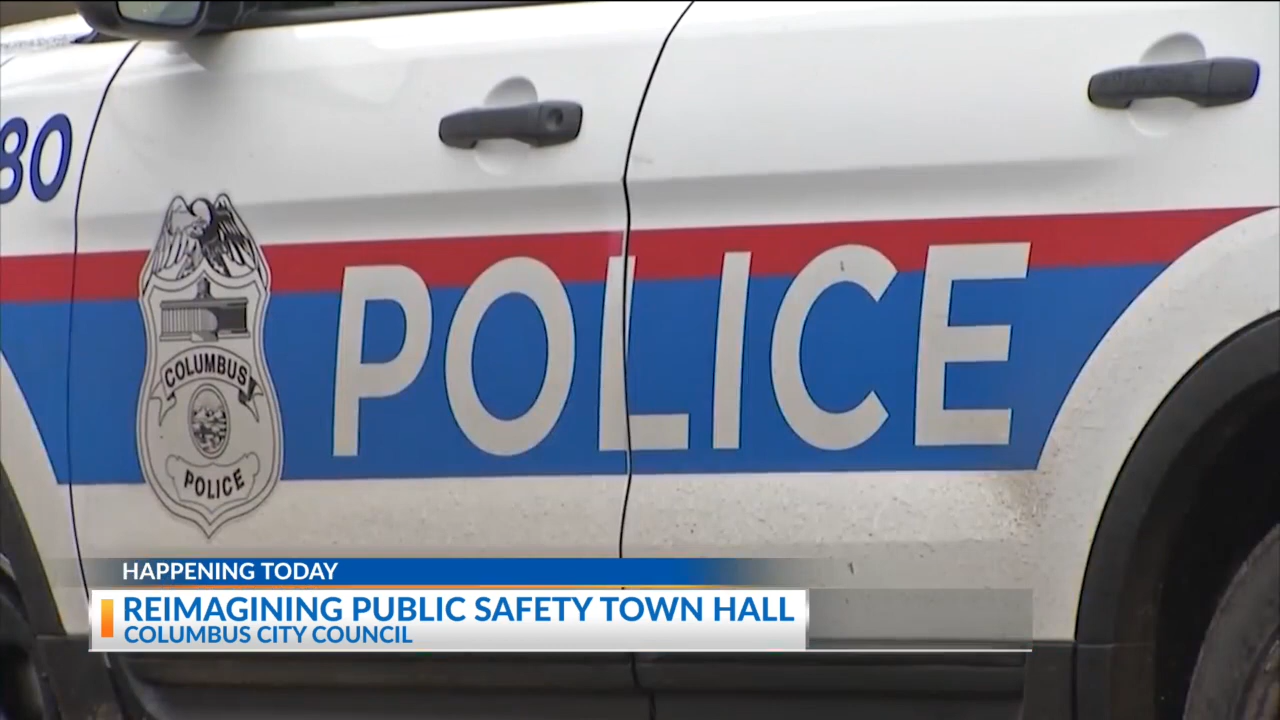 80
POLICE
COLUMBUS
POLICE
HAPPENING TODAY
REIMAGINING PUBLIC SAFETY TOWN HALL
COLUMBUS CITY COUNCIL